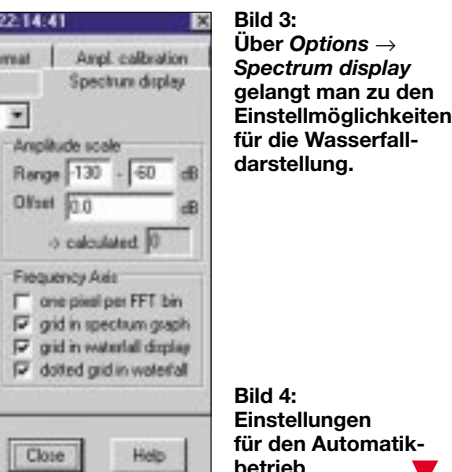 22:14:41
Ampl. calibration
Spectrum display
Amplitude scale
Range -130 - -60 dB
Offset 0.0 dB
-> calculated: 0
Frequency Axis
one pixel per FFT bin
grid in spectrum graph
grid in waterfall display
dotted grid in waterfall
Close Help
Bild 3:
Über Options →
Spectrum display
gelangt man zu den
Einstellmöglichkeiten
für die Wasserfall-
darstellung.
Bild 4:
Einstellungen
für den Automatik-
betrieb